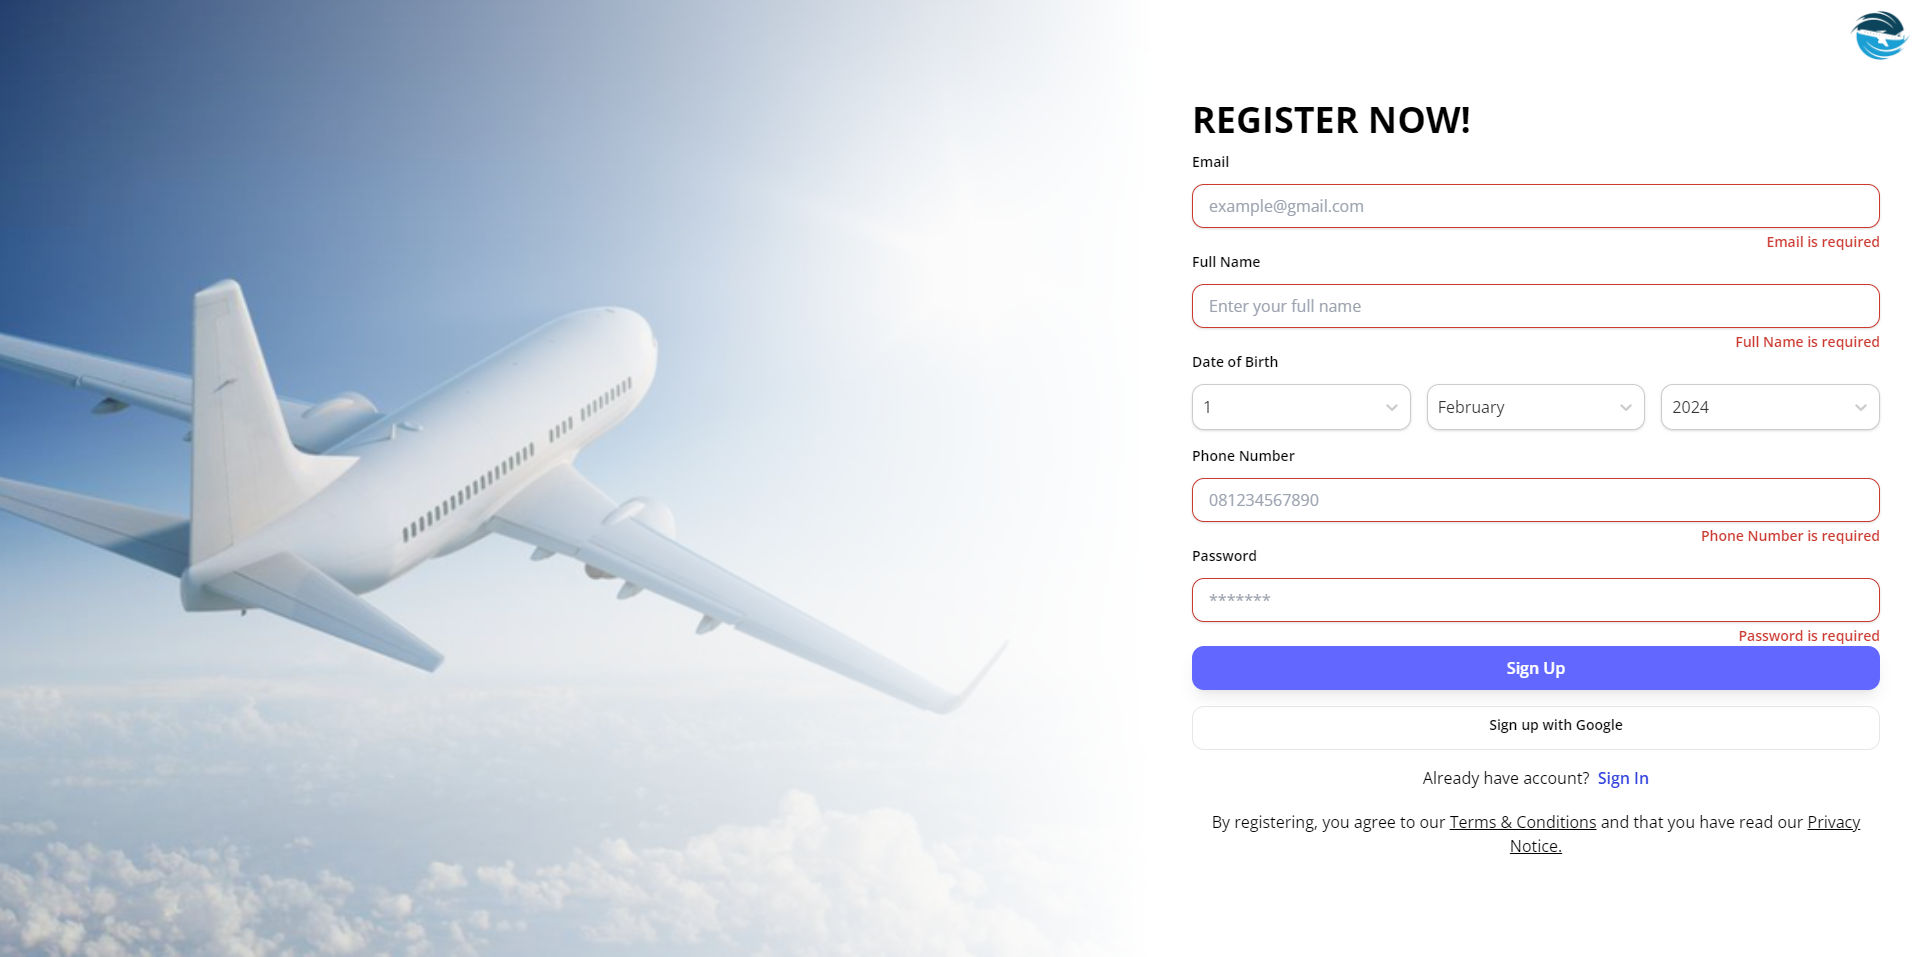 REGISTER NOW!
Email
example@gmail.com
Email is required
Full Name
Enter your full name
Full Name is required
Date of Birth
1 February 2024
Phone Number
081234567890
Phone Number is required
Password
*******
Password is required
Sign Up
Sign up with Google
Already have account? Sign In
By registering, you agree to our Terms & Conditions and that you have read our Privacy
Notice.